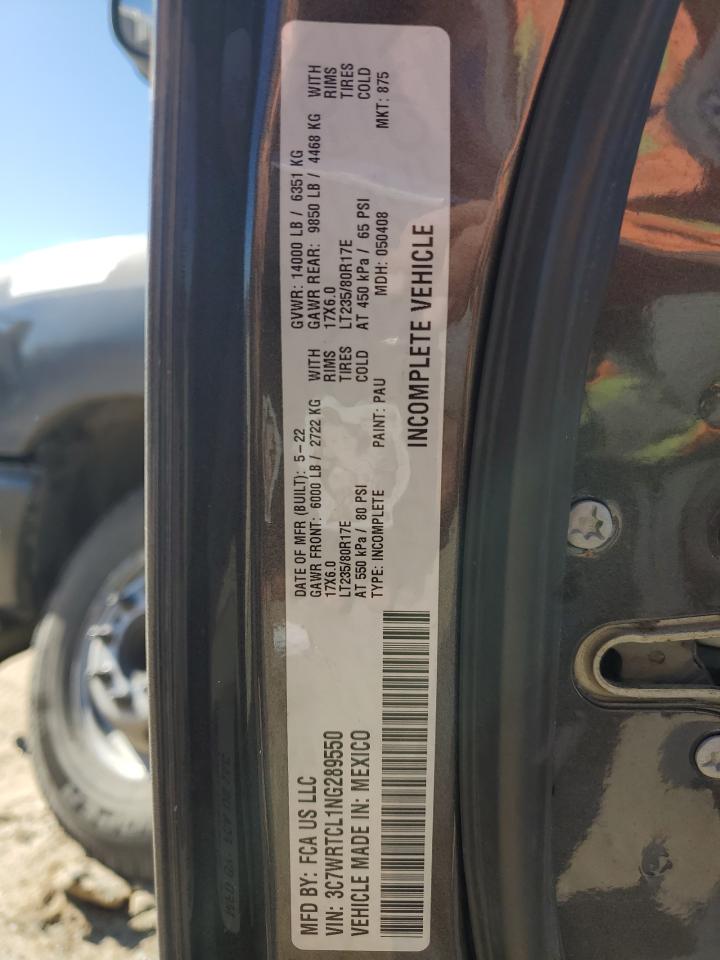 MFD BY: FCA US LLC
DATE OF MFR (BUILT): 5-22
GVWR: 14000 LB / 6351 KG
VIN: 3C7WRTCL1NG289550
GAWR FRONT: 6000 LB / 2722 KG WITH
GAWR REAR: 9850 LB / 4468 KG WITH
17X6.0 RIMS
17X6.0 RIMS
VEHICLE MADE IN: MEXICO
LT235/80R17E TIRES
LT235/80R17E TIRES
AT 550 kPa / 80 PSI COLD
AT 450 kPa / 65 PSI COLD
TYPE: INCOMPLETE PAINT: PAU MDH: 050408 MKT: 875
INCOMPLETE VEHICLE